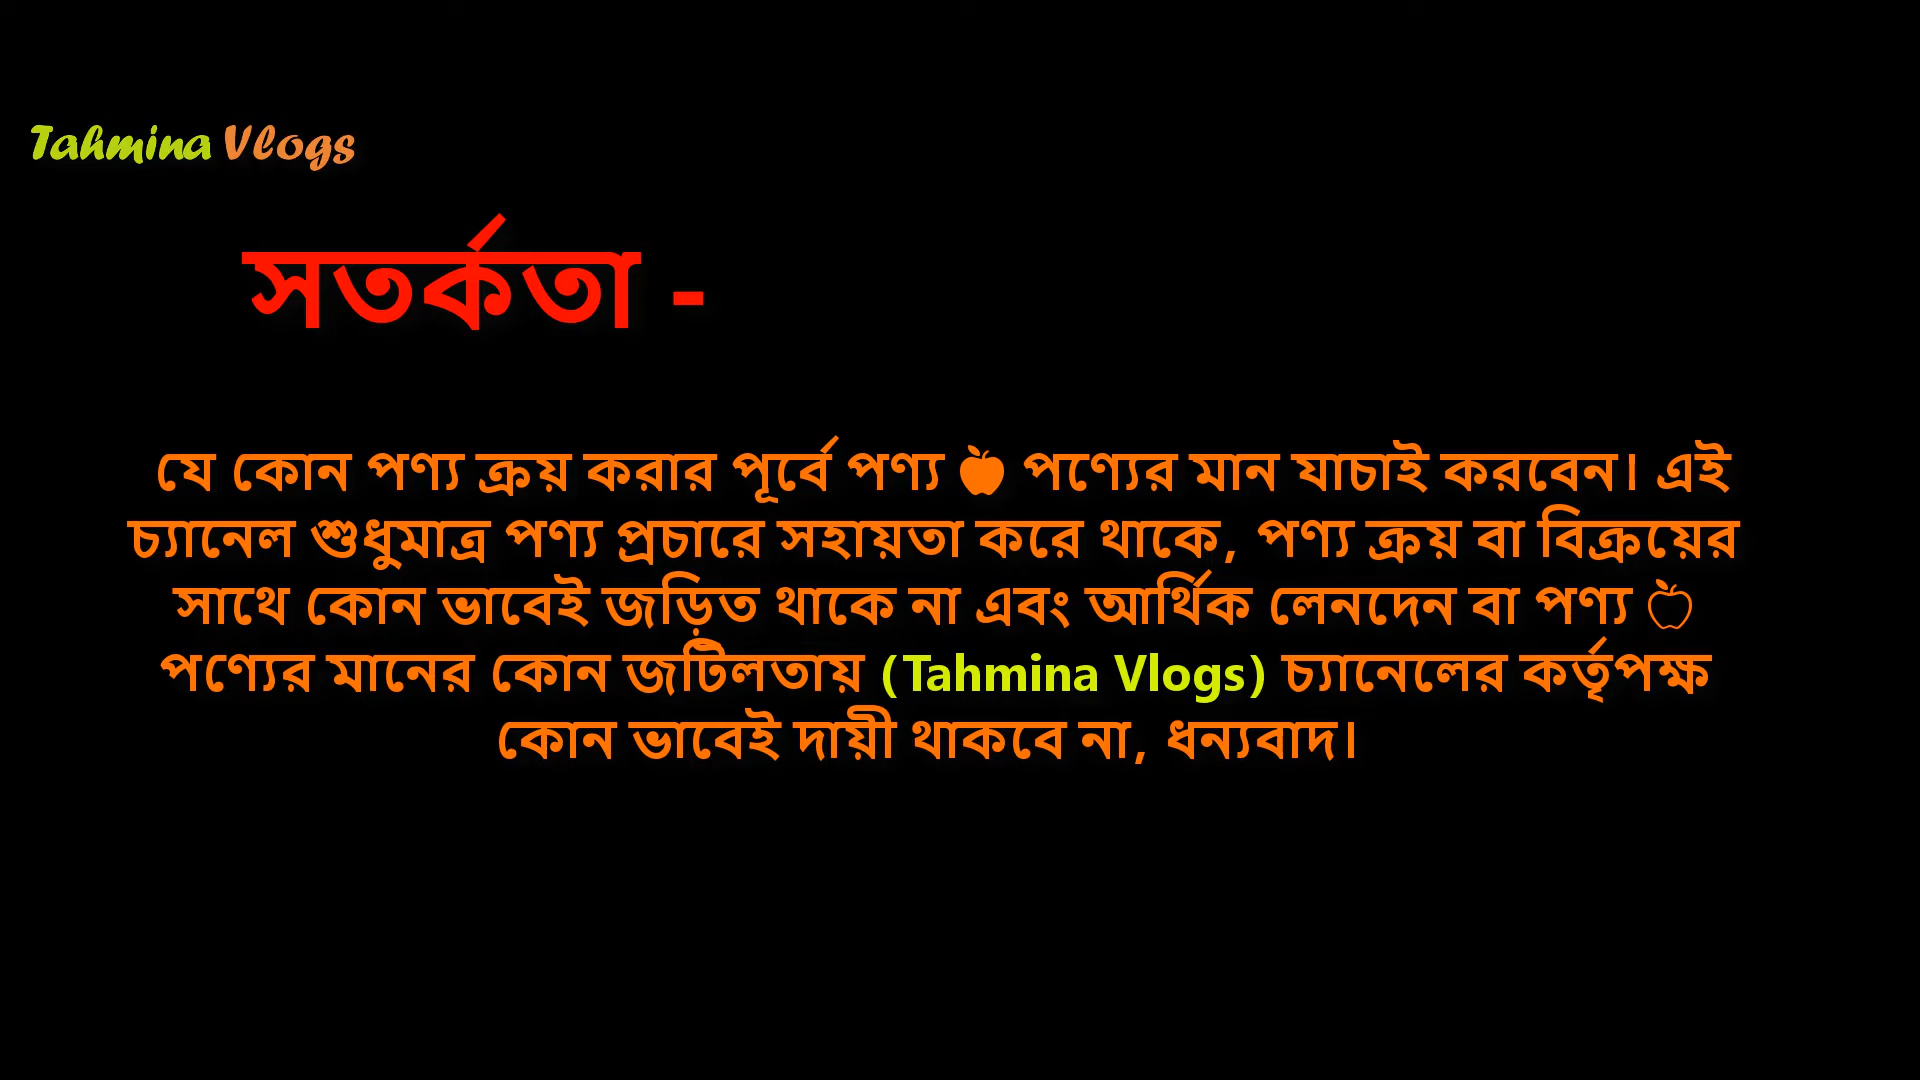 Tahmina Vlogs
সতর্কতা -
যে কোন পণ্য ক্রয় করার পূর্বে পণ্য 🍎 পণ্যের মান যাচাই করবেন। এই
চ্যানেল শুধুমাত্র পণ্য প্রচারে সহায়তা করে থাকে, পণ্য ক্রয় বা বিক্রয়ের
সাথে কোন ভাবেই জড়িত থাকে না এবং আর্থিক লেনদেন বা পণ্য 🍎
পণ্যের মানের কোন জটিলতায় (Tahmina Vlogs) চ্যানেলের কর্তৃপক্ষ
কোন ভাবেই দায়ী থাকবে না, ধন্যবাদ।